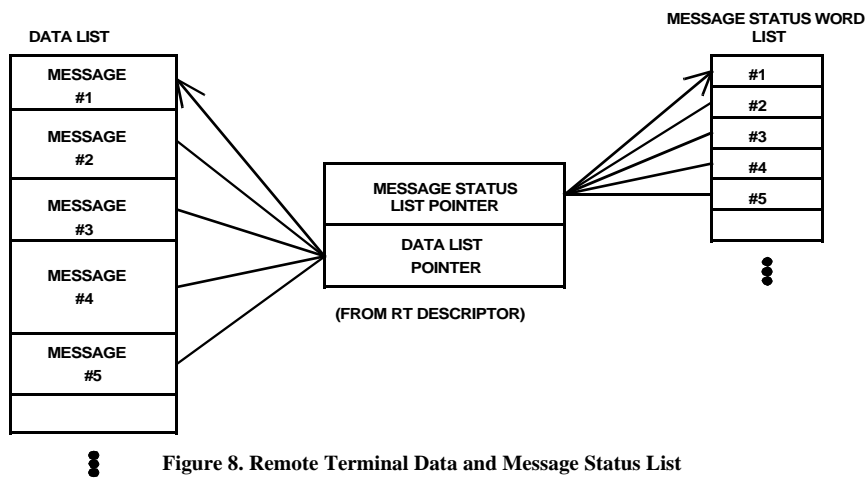 MESSAGE STATUS WORD
LIST
DATA LIST
MESSAGE
#1
MESSAGE
#2
MESSAGE
#3
MESSAGE
#4
MESSAGE
#5
MESSAGE STATUS
LIST POINTER
DATA LIST
POINTER
(FROM RT DESCRIPTOR)
#1
#2
#3
#4
#5
Figure 8. Remote Terminal Data and Message Status List